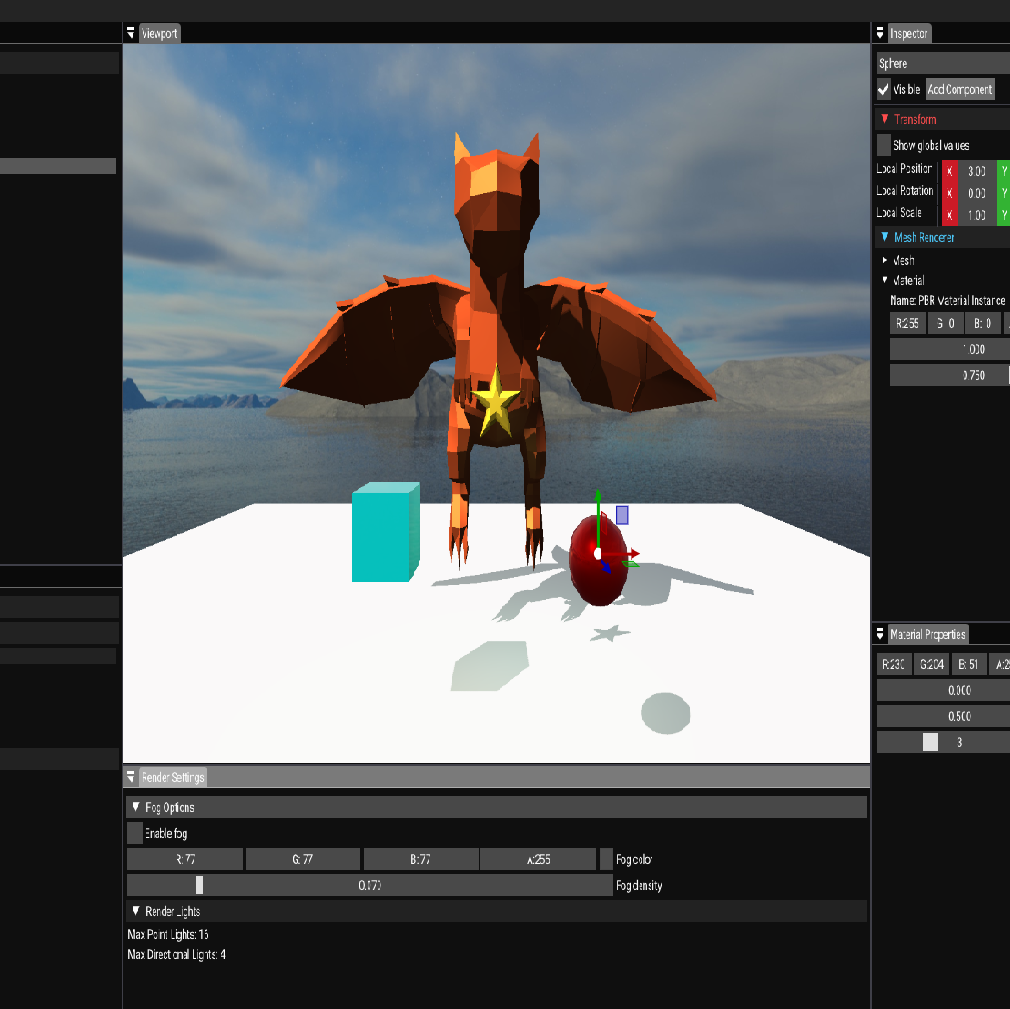 Viewport
Inspector
Sphere
Visible Add Component
Transform
Show global values
Local Position X 3.00 Y
Local Rotation X 0.00 Y
Local Scale X 1.00 Y
Mesh Renderer
Mesh
Material
Name: PBR Material Instance
R:255 G: 0 B: 0
1.000
0.750
Material Properties
R:230 G:204 B: 51
0.000
0.500
3
Render Settings
Fog Options
Enable fog
R: 77 G: 77 B: 77 A:255 Fog color
0.070 Fog density
Render Lights
Max Point Lights: 16
Max Directional Lights: 4